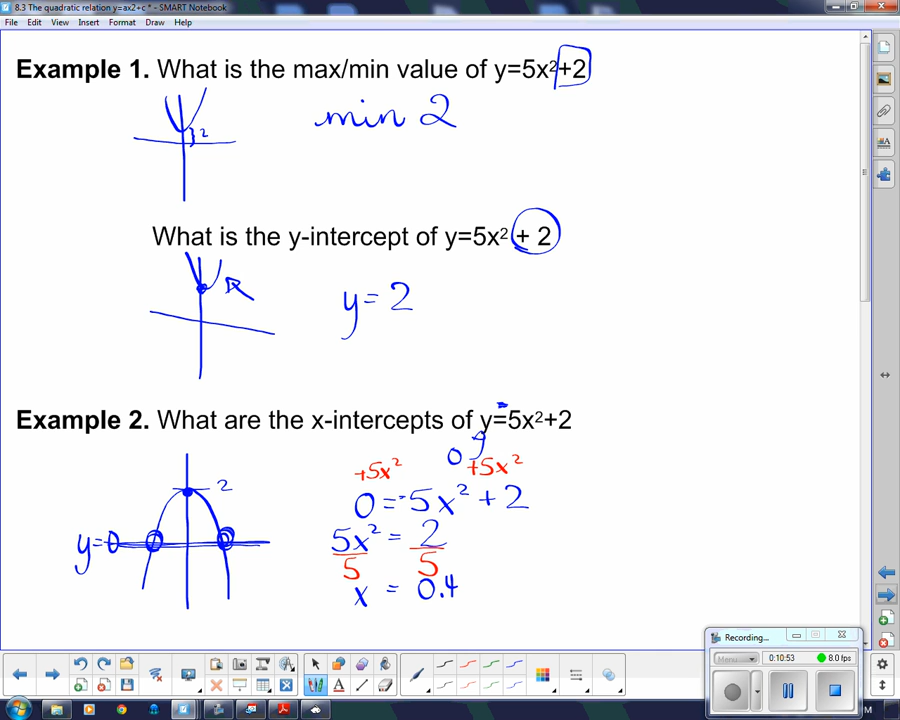 8.3 The quadratic relation y=ax2+c * - SMART Notebook
File Edit View Insert Format Draw Help
Example 1. What is the max/min value of y=5x²+2
2
min 2
What is the y-intercept of y=5x² + 2
y = 2
Example 2. What are the x-intercepts of y=5x²+2
-
0
+5x² +5x²
2
0 = -5x² + 2
y=0
5x² = 2
5 5
x = 0.4
Recording...
Menu
0:10:53
8.0 fps